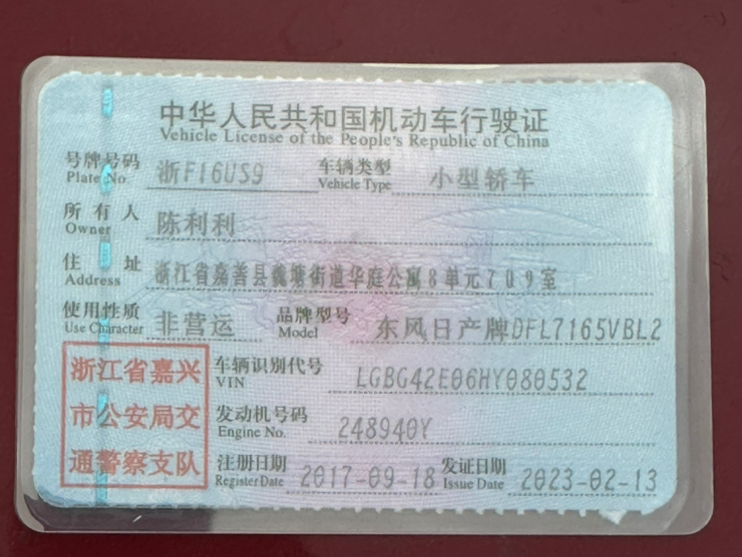 中华人民共和国机动车行驶证
Vehicle License of the People's Republic of China
号牌号码 浙F16US9 车辆类型 小型轿车
Plate No. Vehicle Type
所有人 陈利利
Owner
住址 浙江省嘉善县魏塘街道华庭公寓8单元709室
Address
使用性质 非营运 品牌型号 东风日产牌DFL7165VBL2
Use Character Model
浙江省嘉兴 车辆识别代号 LGBG42E06HY080532
VIN
市公安局交 发动机号码 248940Y
Engine No.
通警察支队 注册日期 2017-09-18 发证日期 2023-02-13
Register Date Issue Date